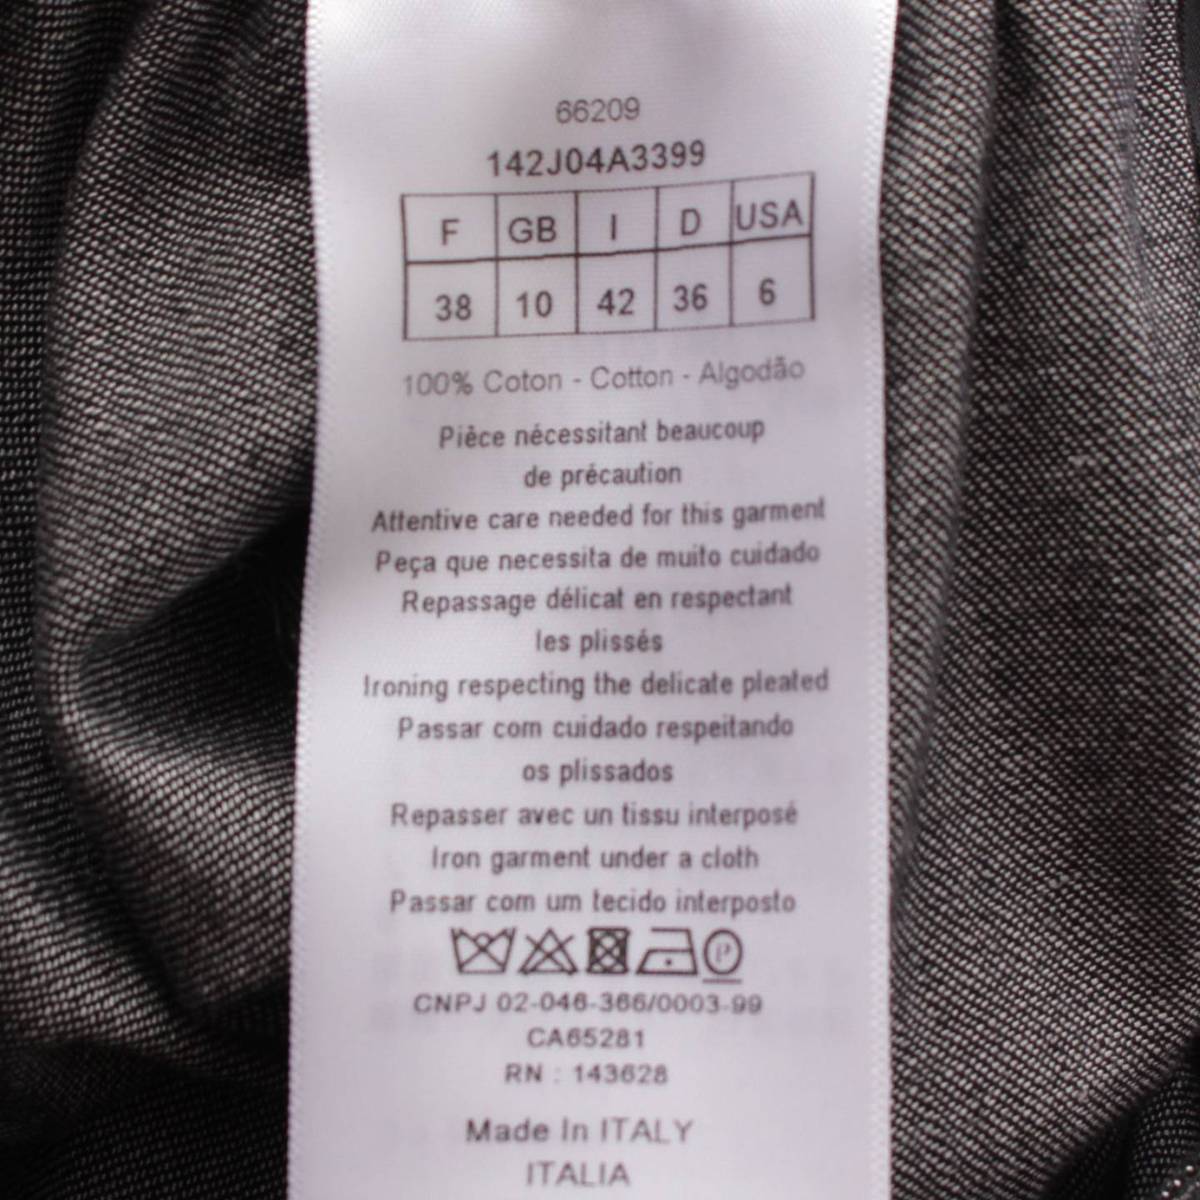 66209
142J04A3399
F GB I D USA
38 10 42 36 6
100% Coton - Cotton - Algodão
Pièce nécessitant beaucoup
de précaution
Attentive care needed for this garment
Peça que necessita de muito cuidado
Repassage délicat en respectant
les plissés
Ironing respecting the delicate pleated
Passar com cuidado respeitando
os plissados
Repasser avec un tissu interposé
Iron garment under a cloth
Passar com um tecido interposto
P
CNPJ 02-046-366/0003-99
CA65281
RN : 143628
Made In ITALY
ITALIA